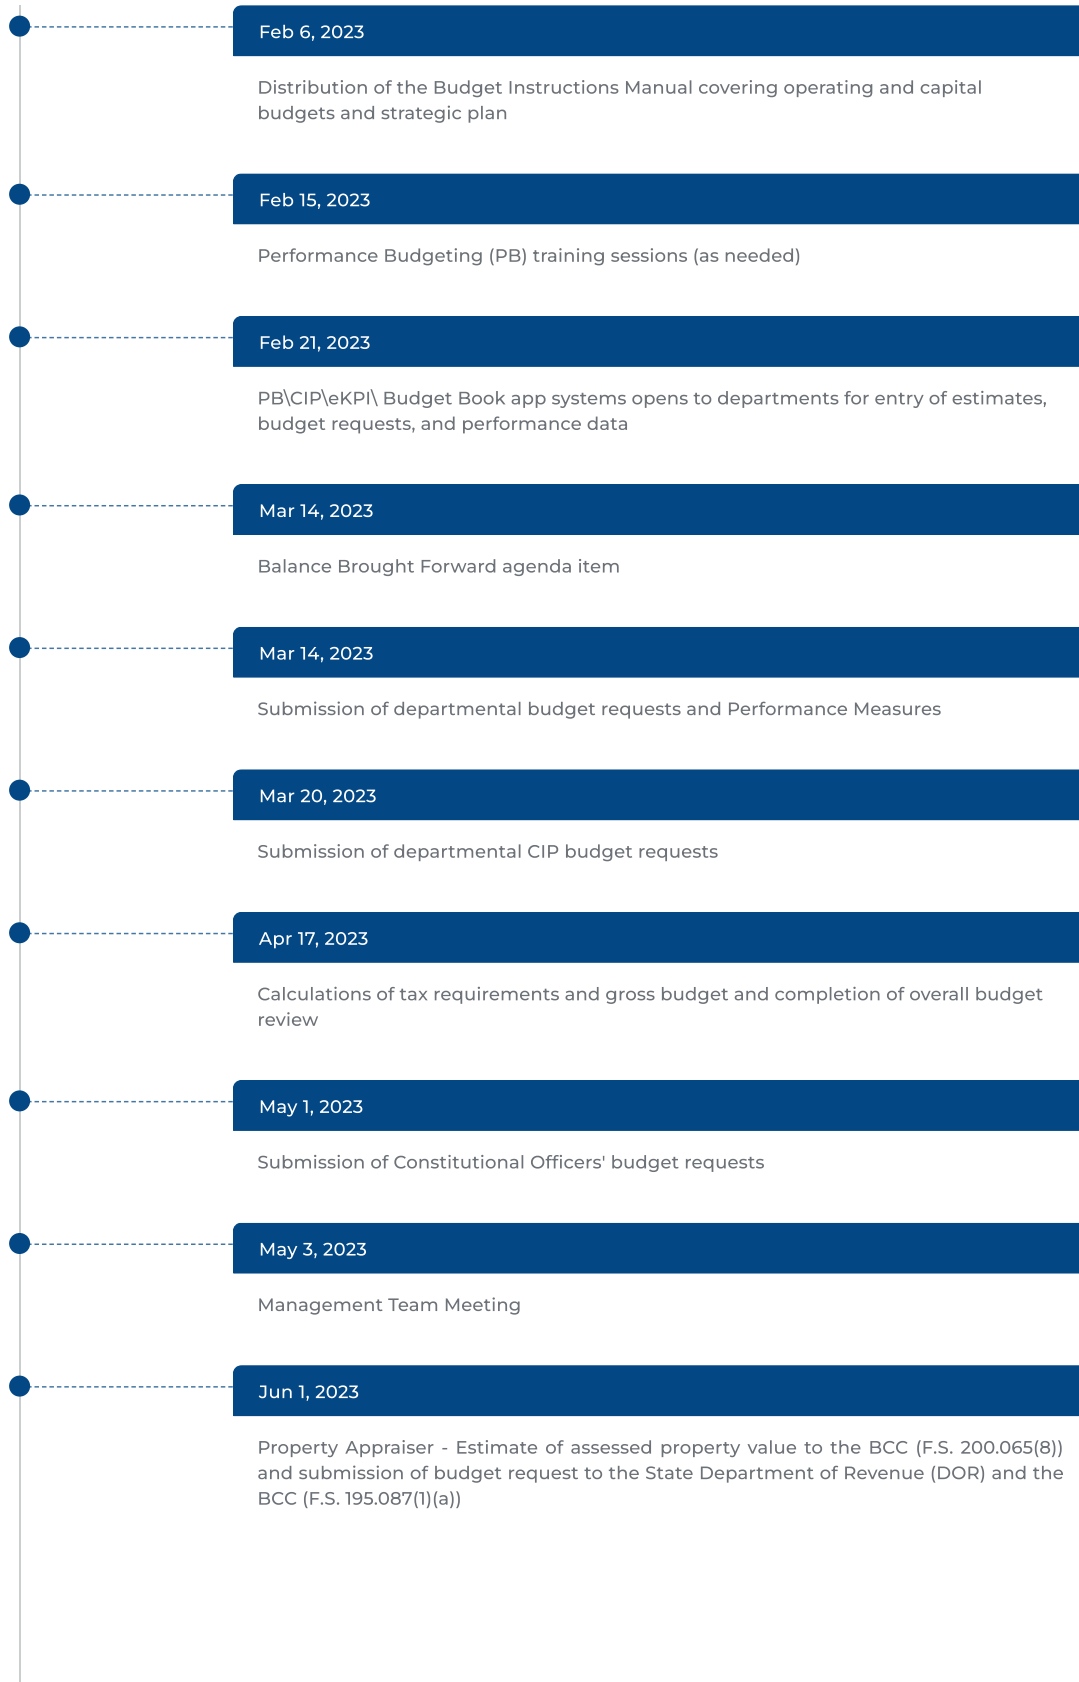 Feb 6, 2023
Distribution of the Budget Instructions Manual covering operating and capital
budgets and strategic plan
Feb 15, 2023
Performance Budgeting (PB) training sessions (as needed)
Feb 21, 2023
PB\CIP\eKPI\ Budget Book app systems opens to departments for entry of estimates,
budget requests, and performance data
Mar 14, 2023
Balance Brought Forward agenda item
Mar 14, 2023
Submission of departmental budget requests and Performance Measures
Mar 20, 2023
Submission of departmental CIP budget requests
Apr 17, 2023
Calculations of tax requirements and gross budget and completion of overall budget
review
May 1, 2023
Submission of Constitutional Officers' budget requests
May 3, 2023
Management Team Meeting
Jun 1, 2023
Property Appraiser - Estimate of assessed property value to the BCC (F.S. 200.065(8))
and submission of budget request to the State Department of Revenue (DOR) and the
BCC (F.S. 195.087(1)(a))